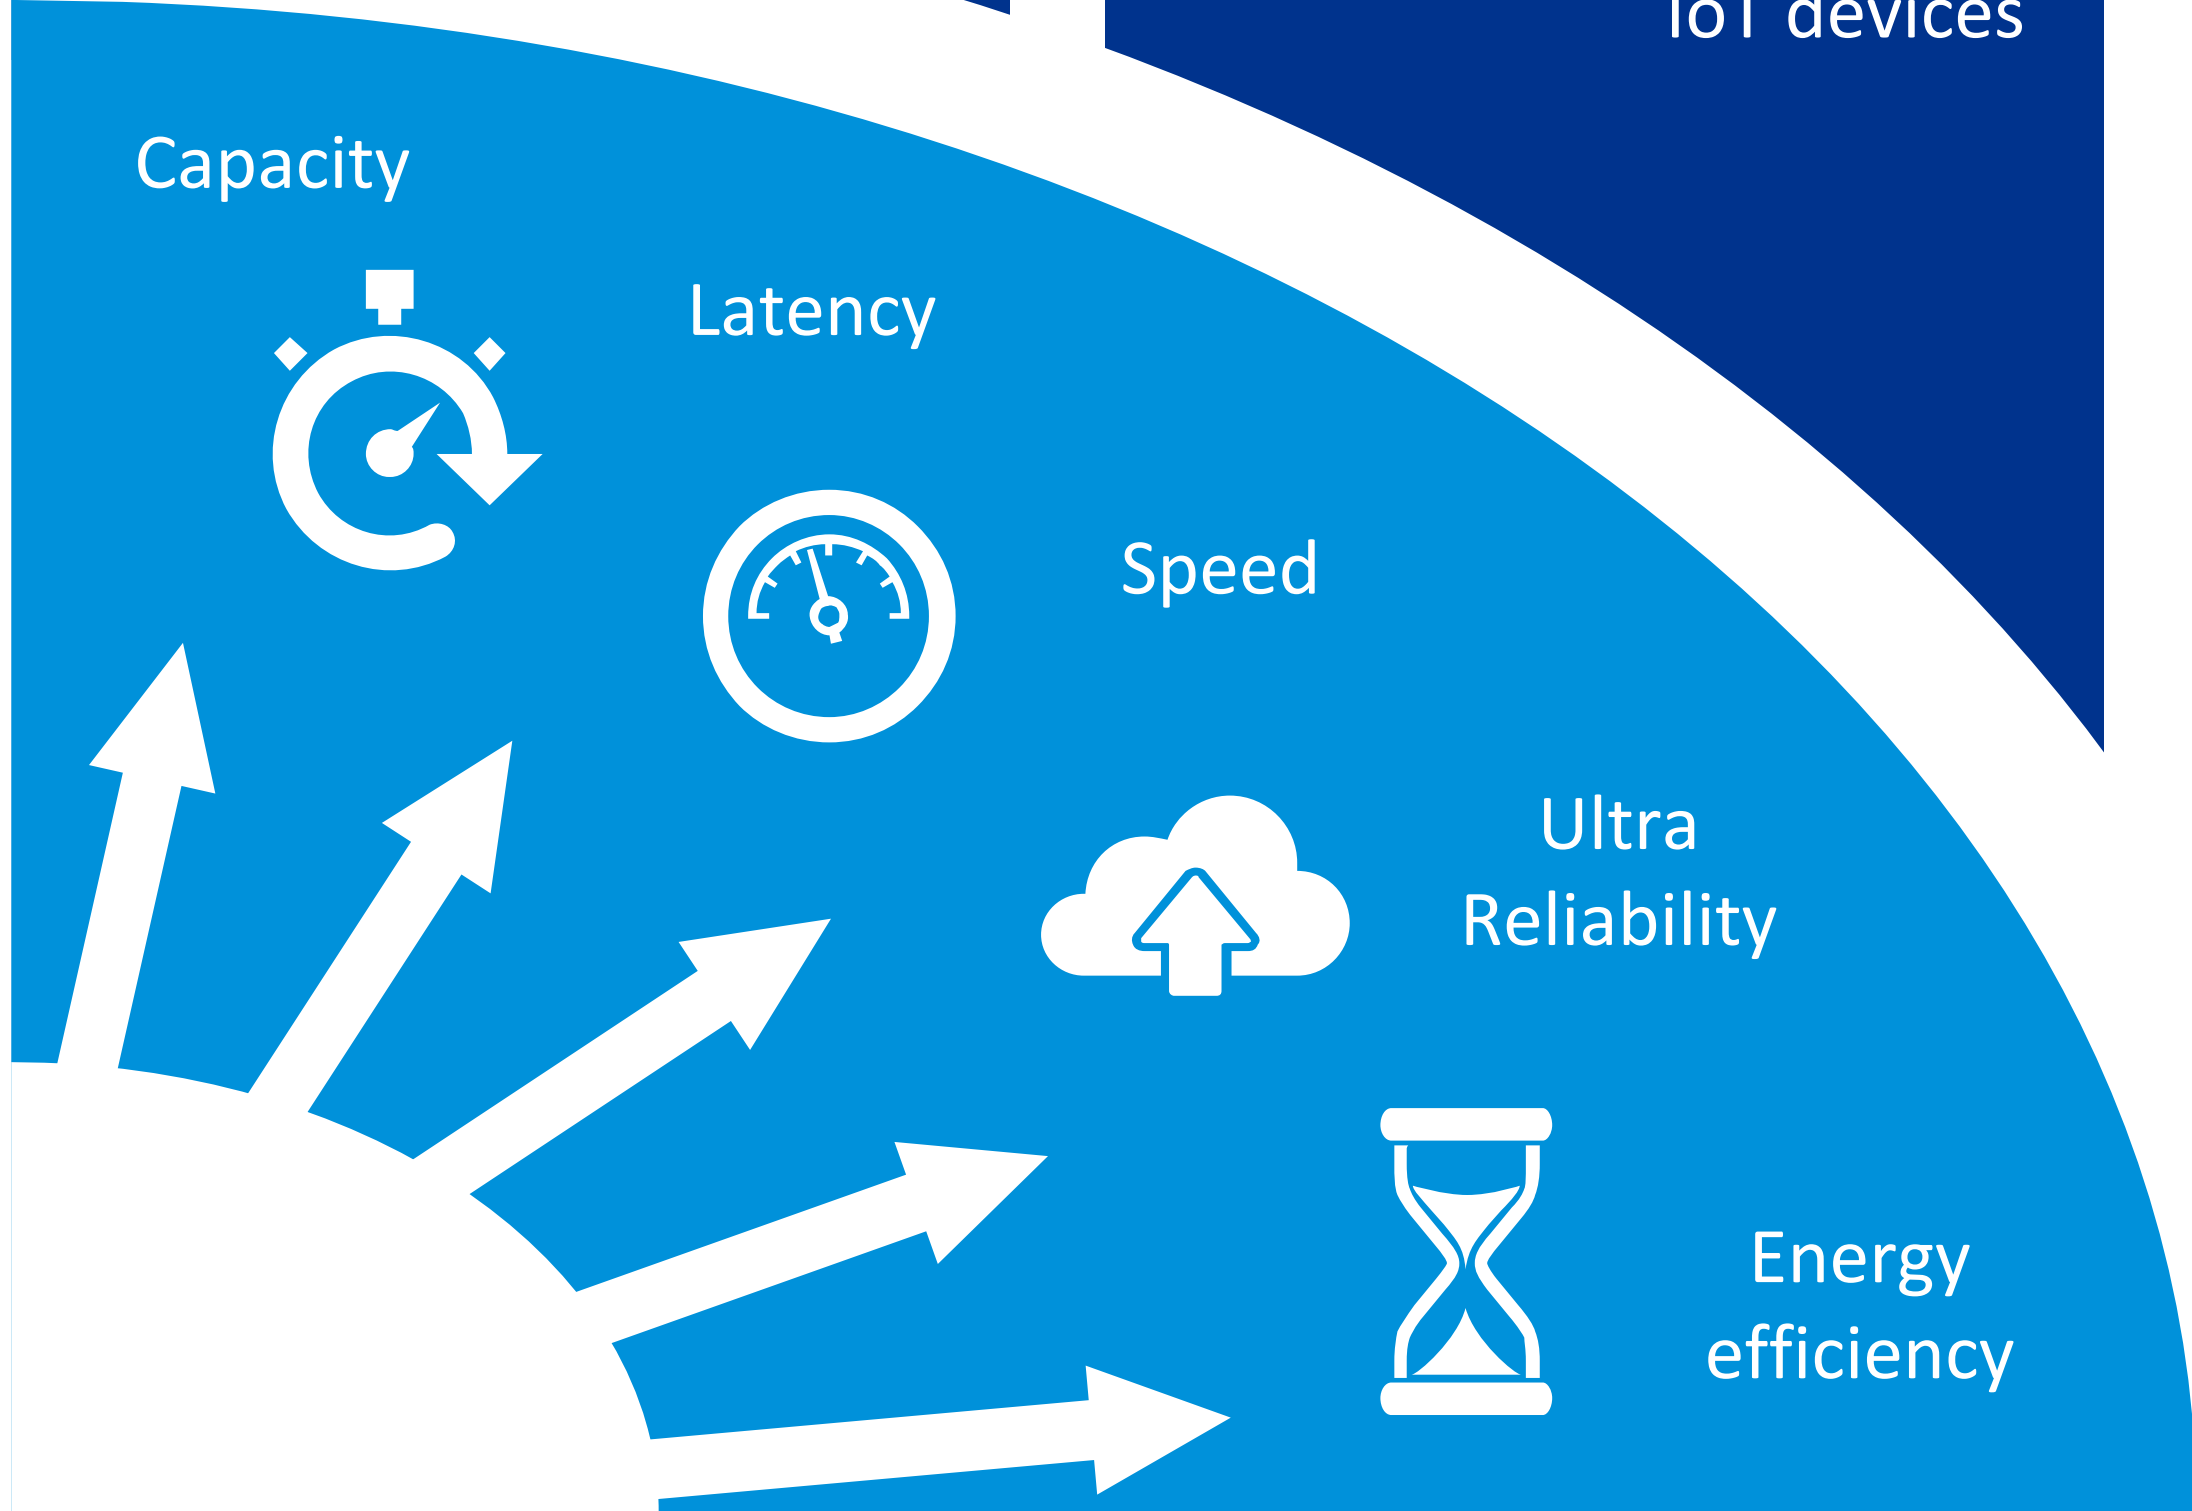 IoT devices
Capacity
Latency
Speed
Ultra
Reliability
Energy
efficiency